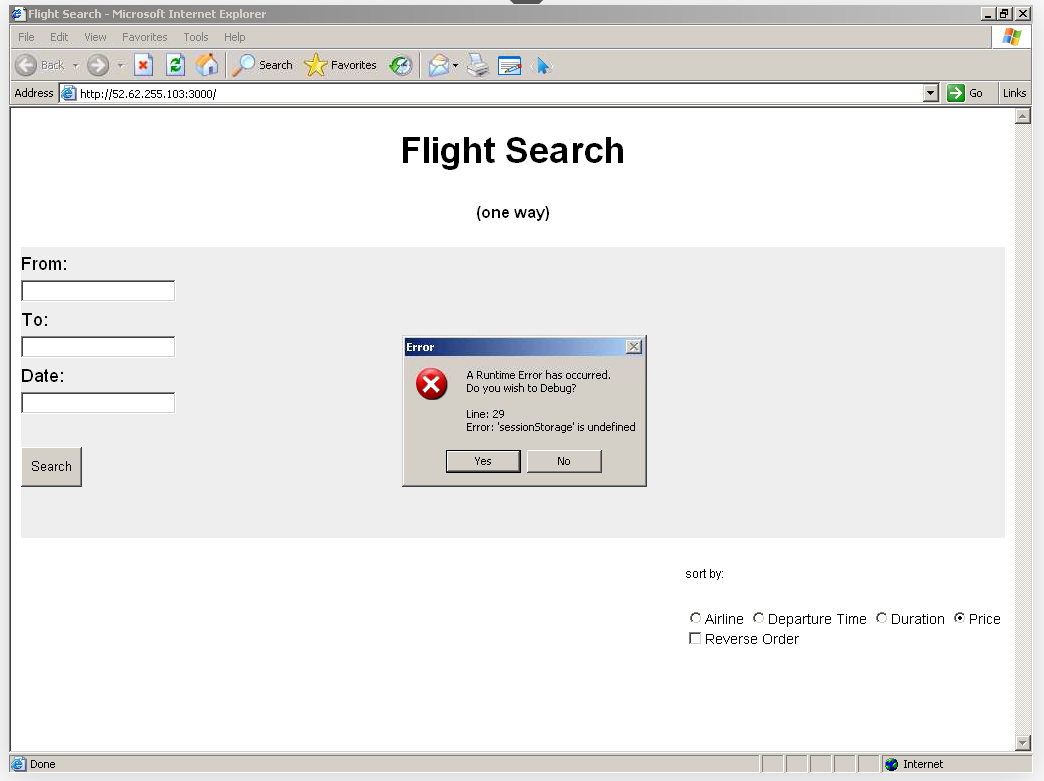 Flight Search - Microsoft Internet Explorer
File Edit View Favorites Tools Help
Back Search Favorites
Address http://52.62.255.103:3000/ Go Links
Flight Search
(one way)
From:
To:
Date:
Search
Error
A Runtime Error has occurred.
Do you wish to Debug?
Line: 29
Error: 'sessionStorage' is undefined
Yes No
sort by:
Airline Departure Time Duration Price
Reverse Order
Done Internet